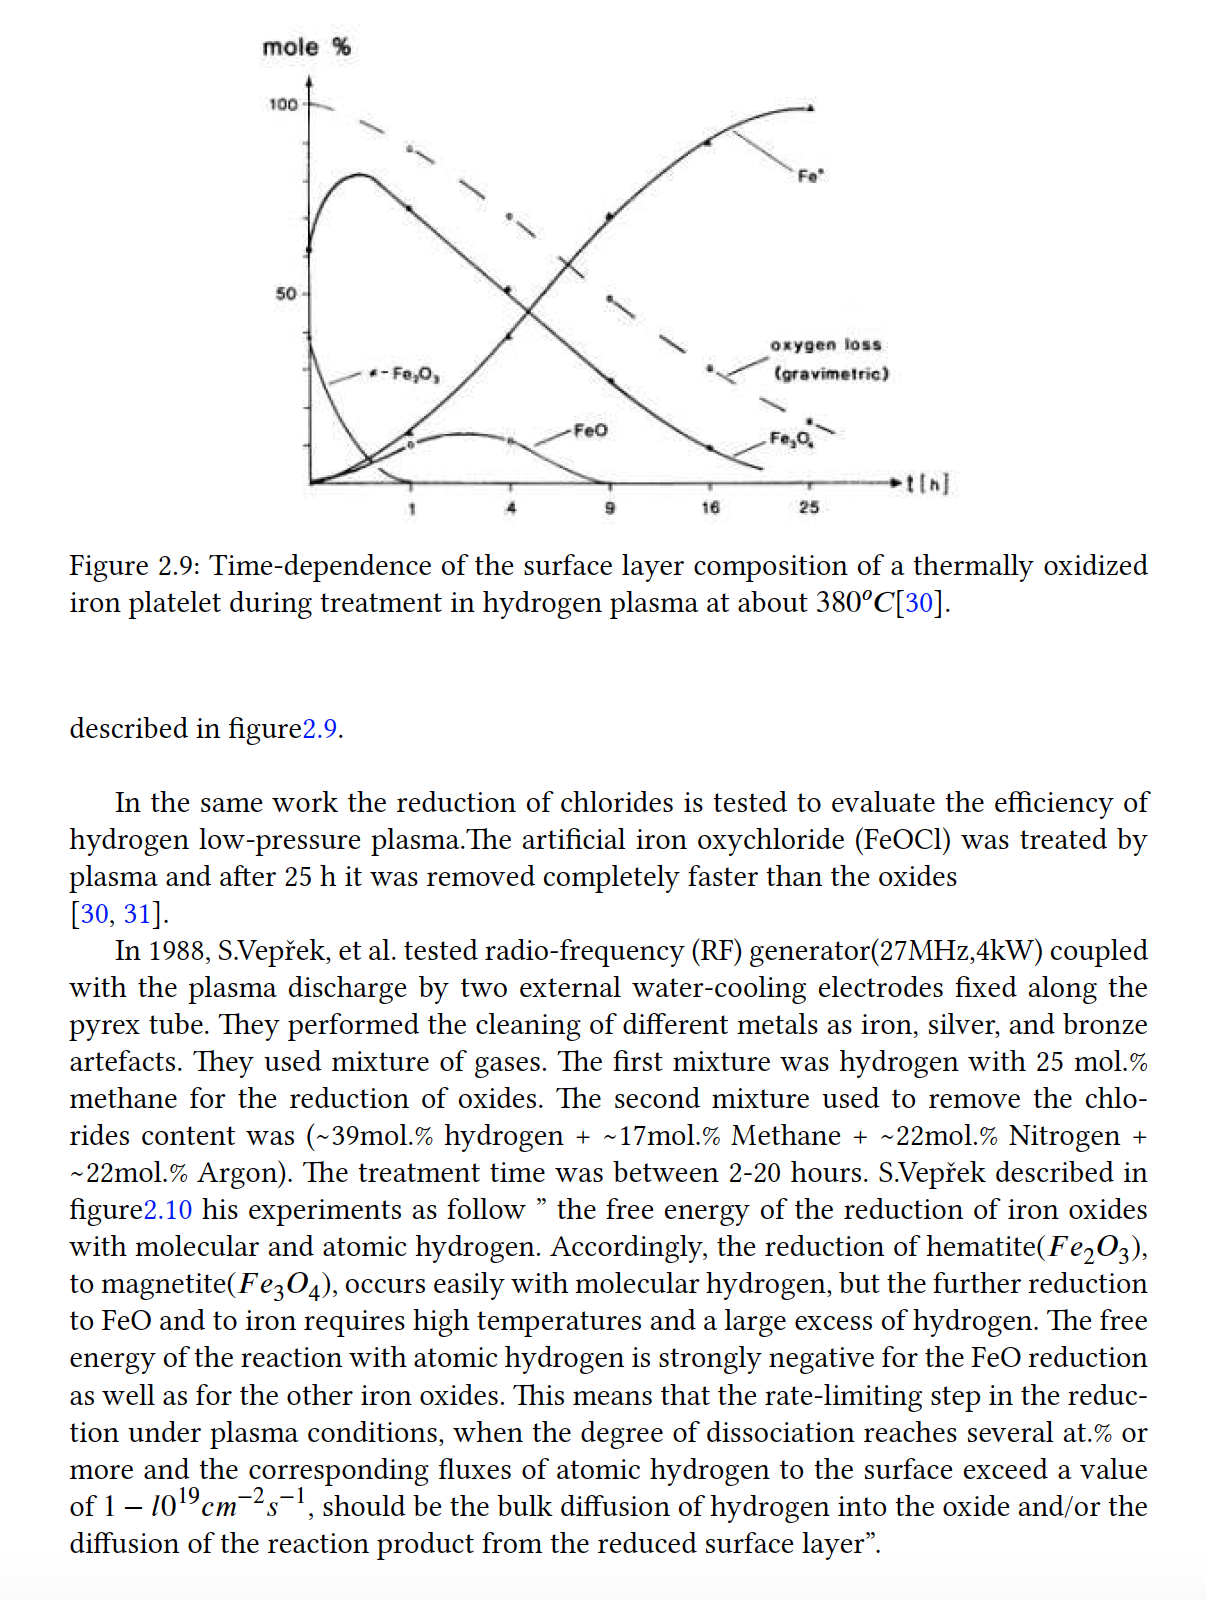 mole %
100
50
Fe°
oxygen loss
(gravimetric)
∝-Fe₂O₃
FeO
Fe₃O₄
t [h]
1 4 9 16 25
Figure 2.9: Time-dependence of the surface layer composition of a thermally oxidized
iron platelet during treatment in hydrogen plasma at about 380ºC[30].
described in figure2.9.
In the same work the reduction of chlorides is tested to evaluate the efficiency of
hydrogen low-pressure plasma.The artificial iron oxychloride (FeOCl) was treated by
plasma and after 25 h it was removed completely faster than the oxides
[30, 31].
In 1988, S.Vepřek, et al. tested radio-frequency (RF) generator(27MHz,4kW) coupled
with the plasma discharge by two external water-cooling electrodes fixed along the
pyrex tube. They performed the cleaning of different metals as iron, silver, and bronze
artefacts. They used mixture of gases. The first mixture was hydrogen with 25 mol.%
methane for the reduction of oxides. The second mixture used to remove the chlo-
rides content was (~39mol.% hydrogen + ~17mol.% Methane + ~22mol.% Nitrogen +
~22mol.% Argon). The treatment time was between 2-20 hours. S.Vepřek described in
figure2.10 his experiments as follow ” the free energy of the reduction of iron oxides
with molecular and atomic hydrogen. Accordingly, the reduction of hematite(Fe₂O₃),
to magnetite(Fe₃O₄), occurs easily with molecular hydrogen, but the further reduction
to FeO and to iron requires high temperatures and a large excess of hydrogen. The free
energy of the reaction with atomic hydrogen is strongly negative for the FeO reduction
as well as for the other iron oxides. This means that the rate-limiting step in the reduc-
tion under plasma conditions, when the degree of dissociation reaches several at.% or
more and the corresponding fluxes of atomic hydrogen to the surface exceed a value
of 1 − l0¹⁹cm⁻²s⁻¹, should be the bulk diffusion of hydrogen into the oxide and/or the
diffusion of the reaction product from the reduced surface layer”.